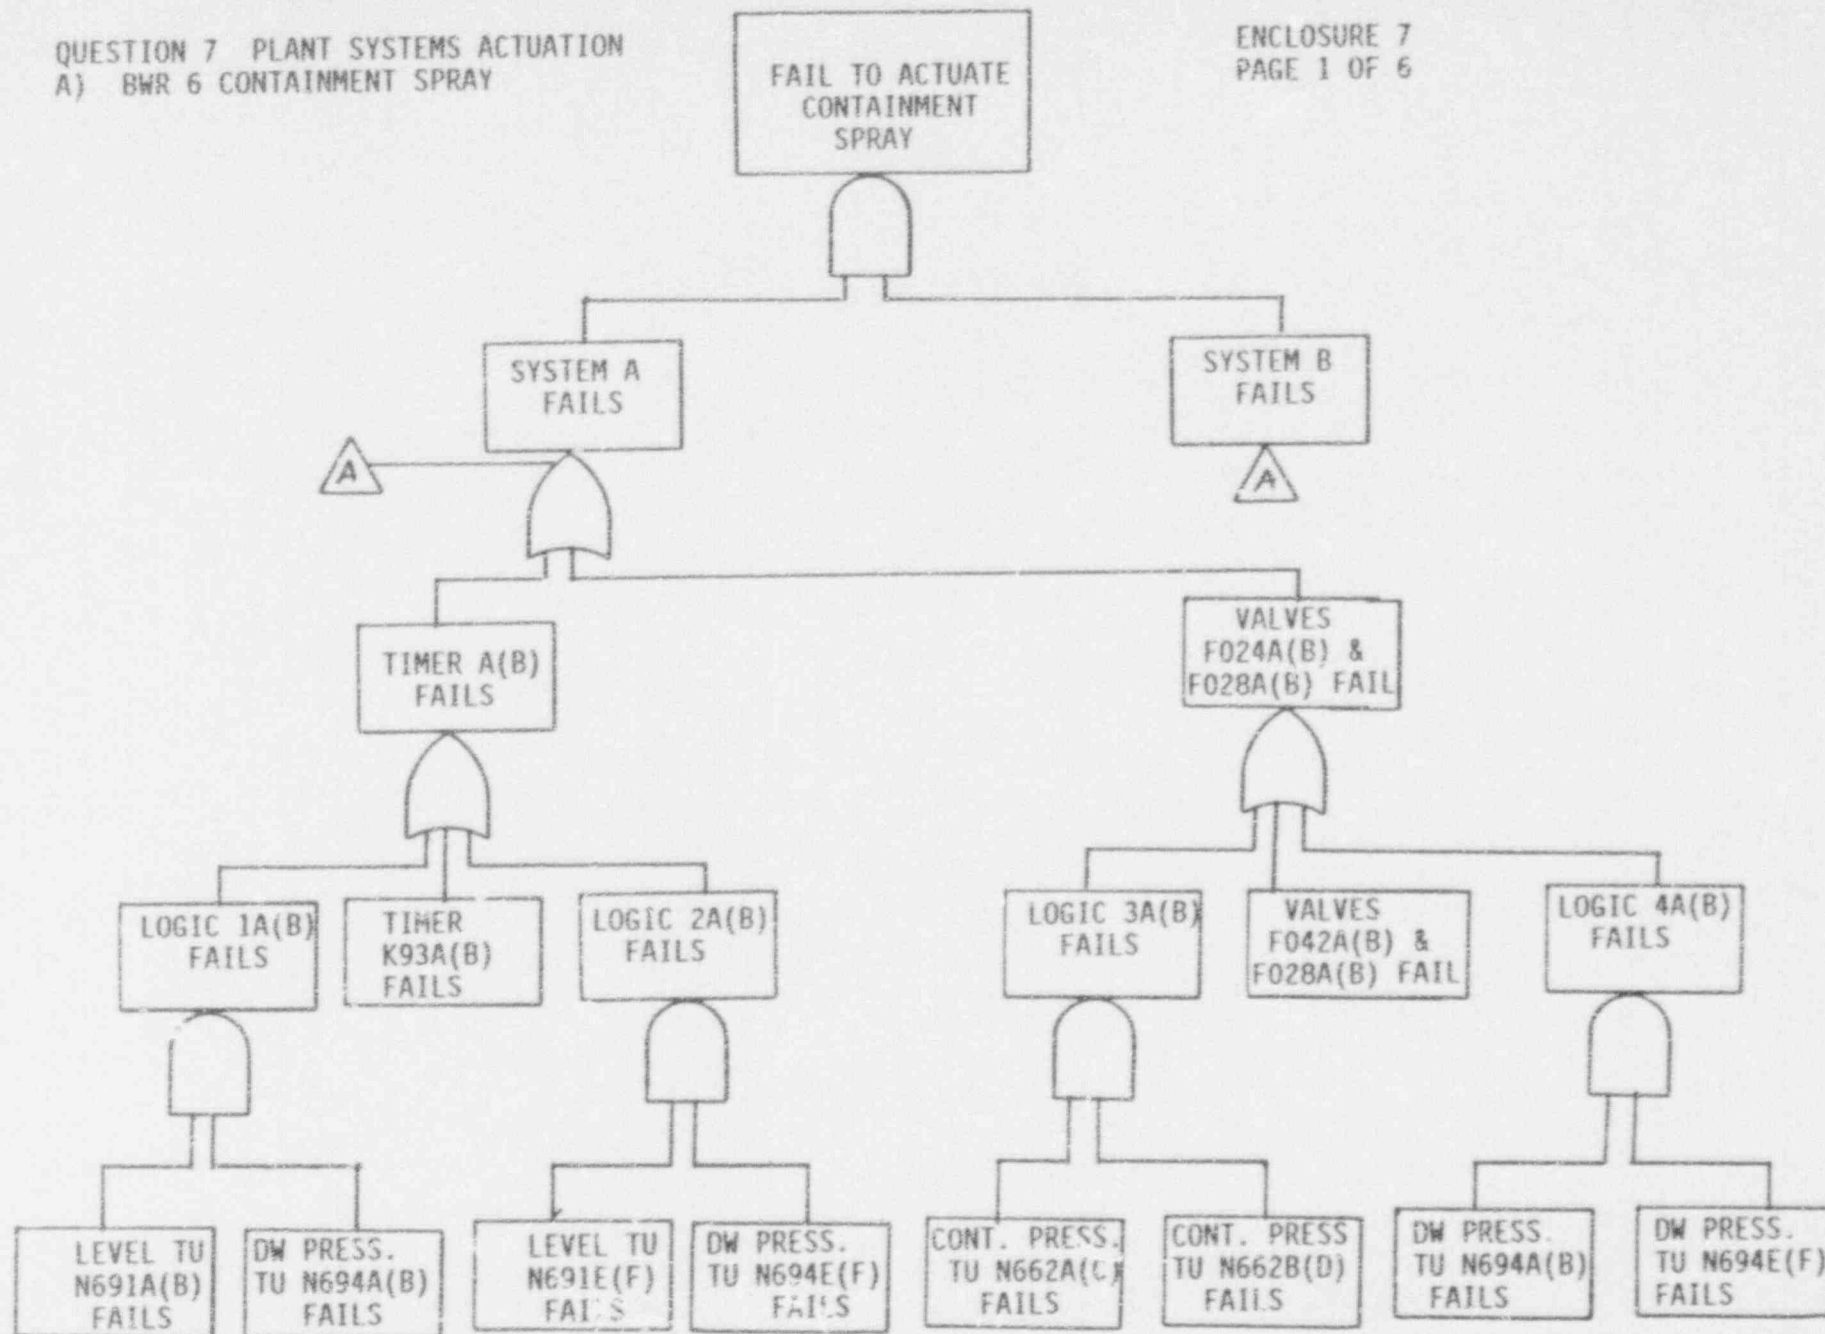 QUESTION 7 PLANT SYSTEMS ACTUATION
A) BWR 6 CONTAINMENT SPRAY
ENCLOSURE 7
PAGE 1 OF 6
FAIL TO ACTUATE
CONTAINMENT
SPRAY
SYSTEM A
FAILS
SYSTEM B
FAILS
A
A
TIMER A(B)
FAILS
VALVES
F024A(B) &
F028A(B) FAIL
LOGIC 1A(B)
FAILS
TIMER
K93A(B)
FAILS
LOGIC 2A(B)
FAILS
LOGIC 3A(B)
FAILS
VALVES
F042A(B) &
F028A(B) FAIL
LOGIC 4A(B)
FAILS
LEVEL TU
N691A(B)
FAILS
DW PRESS.
TU N694A(B)
FAILS
LEVEL TU
N691E(F)
FAILS
DW PRESS.
TU N694E(F)
FAILS
CONT. PRESS.
TU N662A(C)
FAILS
CONT. PRESS
TU N662B(D)
FAILS
DW PRESS.
TU N694A(B)
FAILS
DW PRESS.
TU N694E(F)
FAILS